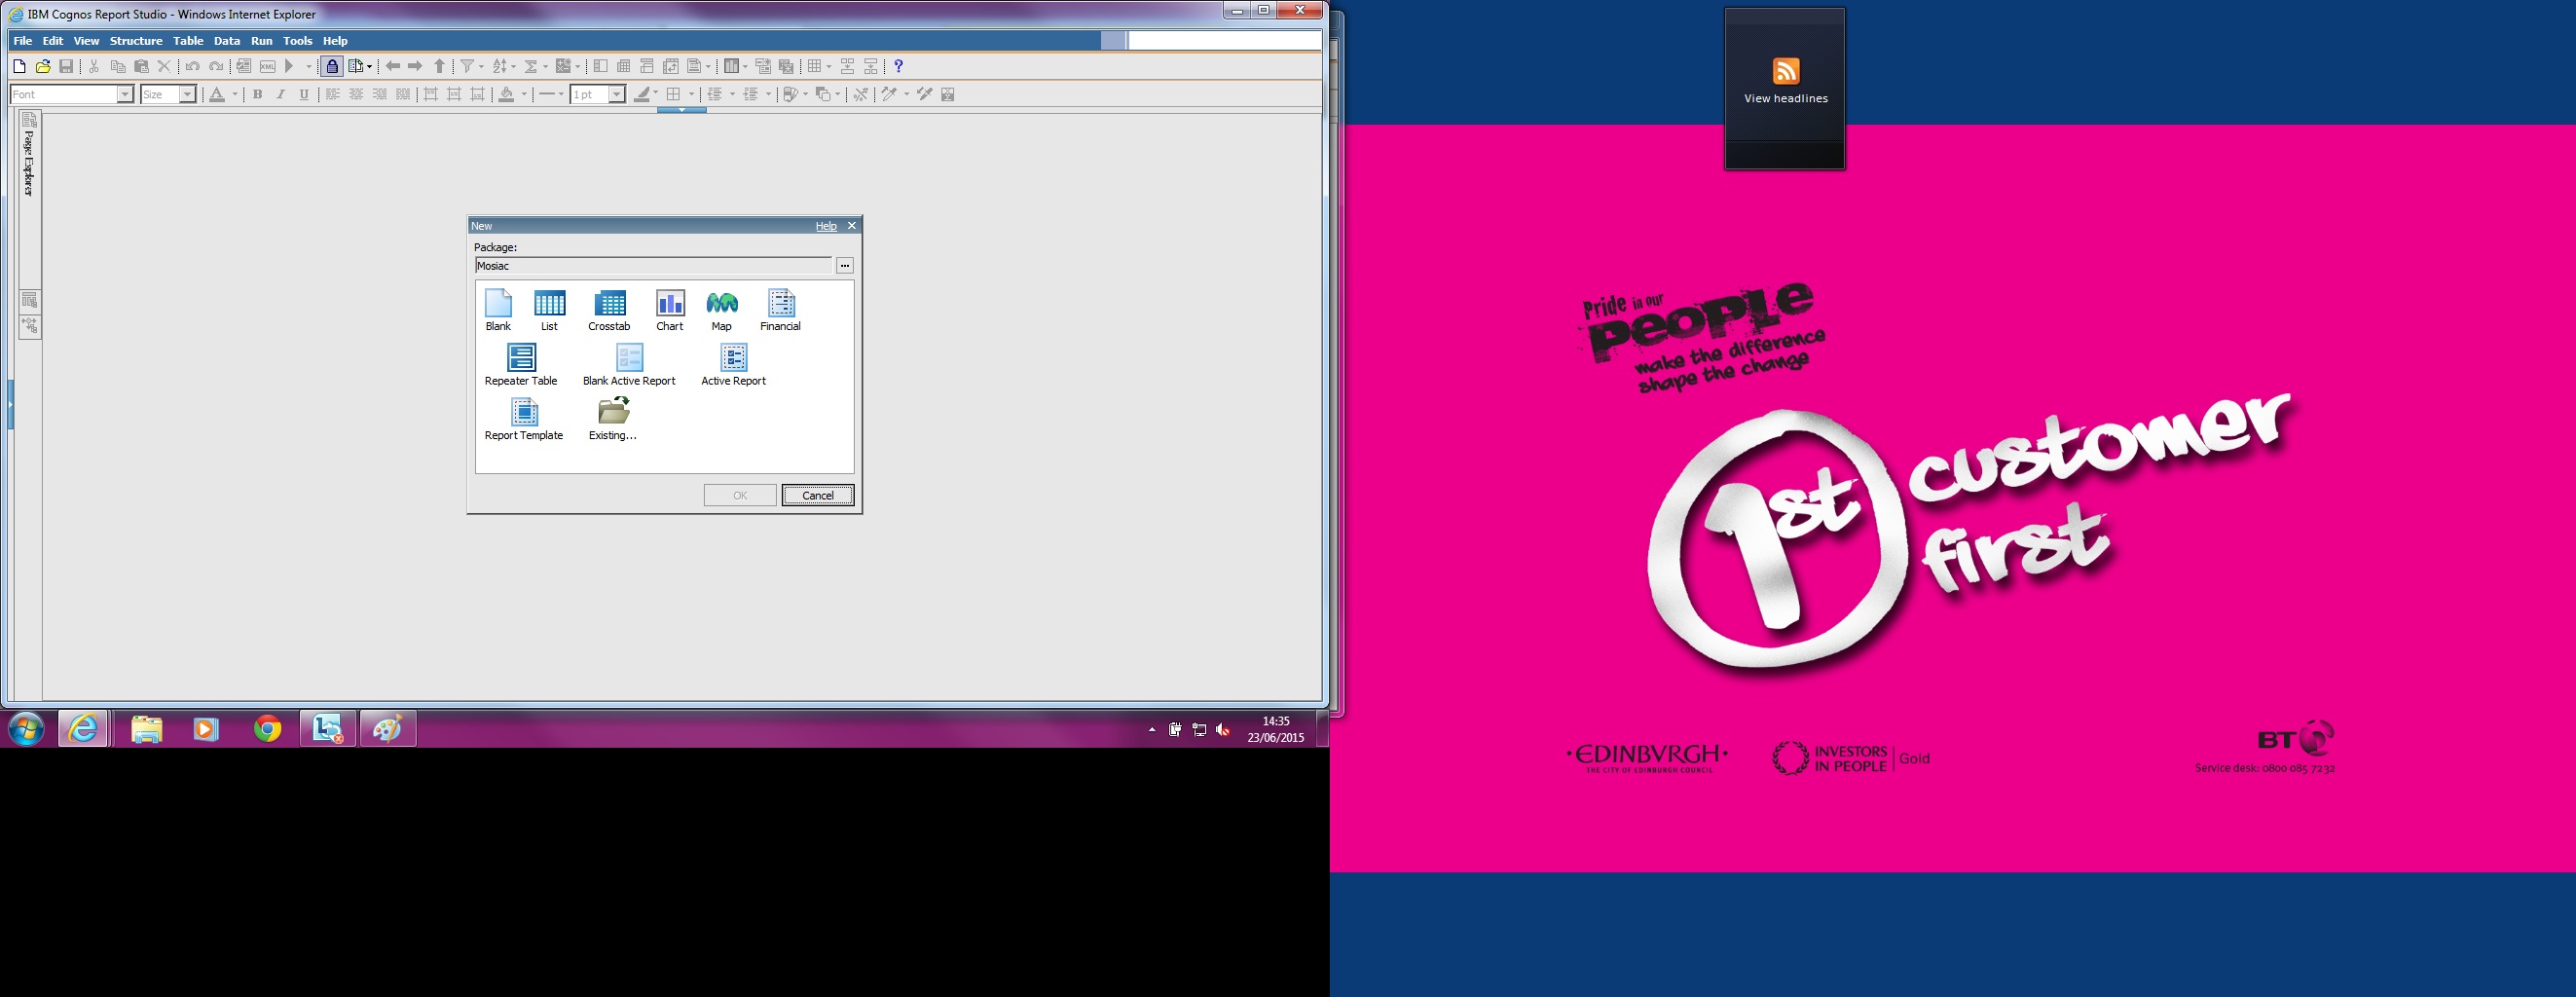 IBM Cognos Report Studio - Windows Internet Explorer
File Edit View Structure Table Data Run Tools Help
Font Size 1 pt
Page Explorer
New Help
Package:
Mosiac
Blank List Crosstab Chart Map Financial
Repeater Table Blank Active Report Active Report
Report Template Existing...
OK Cancel
14:35
23/06/2015
View headlines
Pride in our
PEOPLE
make the difference
shape the change
1st customer
first
•EDINBVRGH•
THE CITY OF EDINBURGH COUNCIL
INVESTORS
IN PEOPLE Gold
BT
Service desk: 0800 085 7232